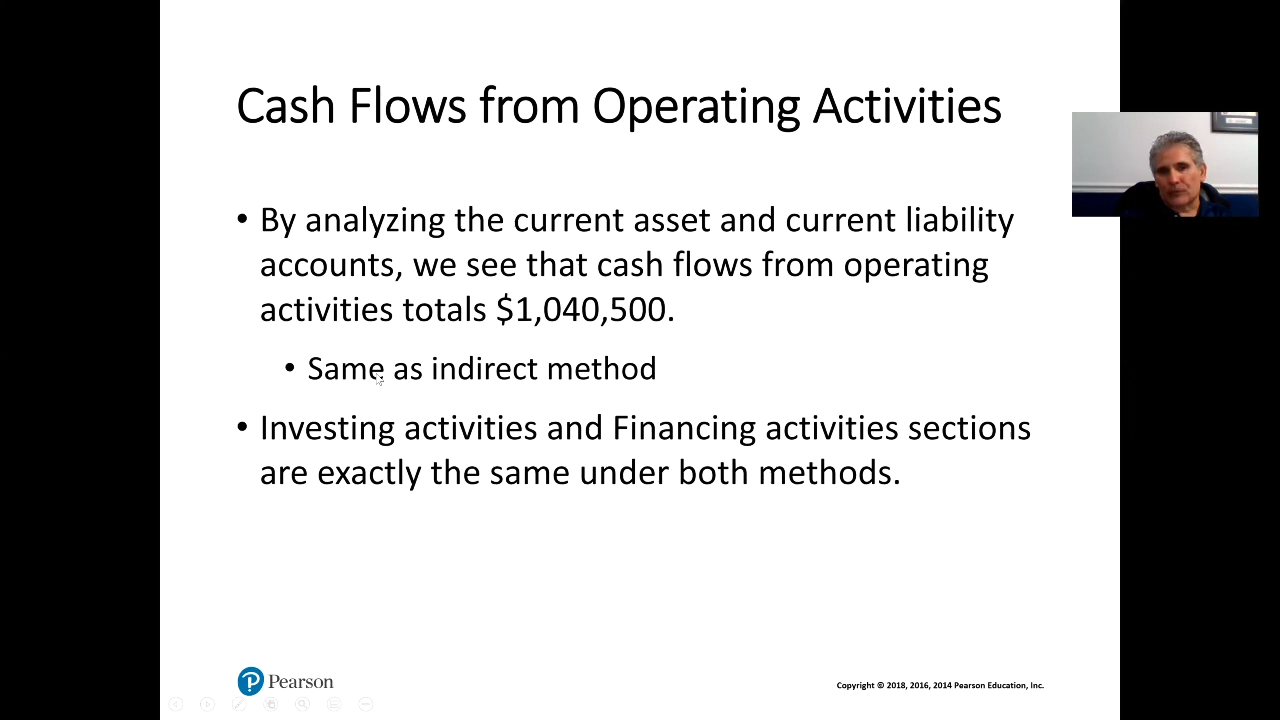 Cash Flows from Operating Activities
• By analyzing the current asset and current liability
accounts, we see that cash flows from operating
activities totals $1,040,500.
• Same as indirect method
• Investing activities and Financing activities sections
are exactly the same under both methods.
P Pearson
Copyright © 2018, 2016, 2014 Pearson Education, Inc.